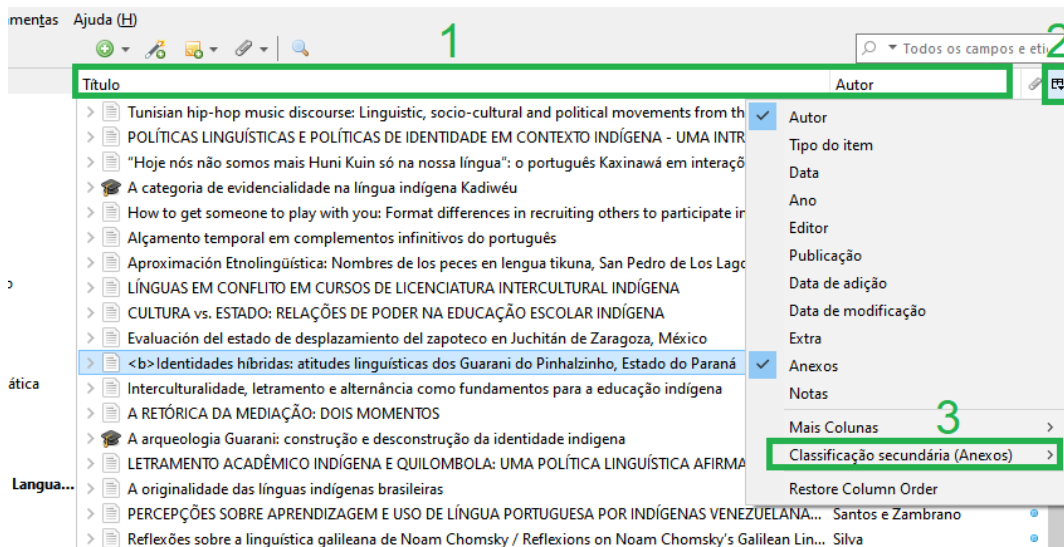 mentas Ajuda (H)
1
2
Todos os campos e etic
Título Autor
Tunisian hip-hop music discourse: Linguistic, socio-cultural and political movements from th
POLÍTICAS LINGUÍSTICAS E POLÍTICAS DE IDENTIDADE EM CONTEXTO INDÍGENA - UMA INTR
"Hoje nós não somos mais Huni Kuin só na nossa língua": o português Kaxinawá em interaçõ
A categoria de evidencialidade na língua indígena Kadiwéu
How to get someone to play with you: Format differences in recruiting others to participate in
Alçamento temporal em complementos infinitivos do português
Aproximación Etnolingüística: Nombres de los peces en lengua tikuna, San Pedro de Los Lago
LÍNGUAS EM CONFLITO EM CURSOS DE LICENCIATURA INTERCULTURAL INDÍGENA
CULTURA vs. ESTADO: RELAÇÕES DE PODER NA EDUCAÇÃO ESCOLAR INDÍGENA
Evaluación del estado de desplazamiento del zapoteco en Juchitán de Zaragoza, México
<b>Identidades híbridas: atitudes linguísticas dos Guarani do Pinhalzinho, Estado do Paraná
ática
Interculturalidade, letramento e alternância como fundamentos para a educação indígena
A RETÓRICA DA MEDIAÇÃO: DOIS MOMENTOS
A arqueologia Guarani: construção e desconstrução da identidade indigena
LETRAMENTO ACADÊMICO INDÍGENA E QUILOMBOLA: UMA POLÍTICA LINGUÍSTICA AFIRMA
Langua...
A originalidade das línguas indígenas brasileiras
PERCEPÇÕES SOBRE APRENDIZAGEM E USO DE LÍNGUA PORTUGUESA POR INDÍGENAS VENEZUELANA... Santos e Zambrano
Reflexões sobre a linguística galileana de Noam Chomsky / Reflexions on Noam Chomsky's Galilean Lin... Silva
Autor
Tipo do item
Data
Ano
Editor
Publicação
Data de adição
Data de modificação
Extra
Anexos
Notas
3
Mais Colunas
Classificação secundária (Anexos)
Restore Column Order